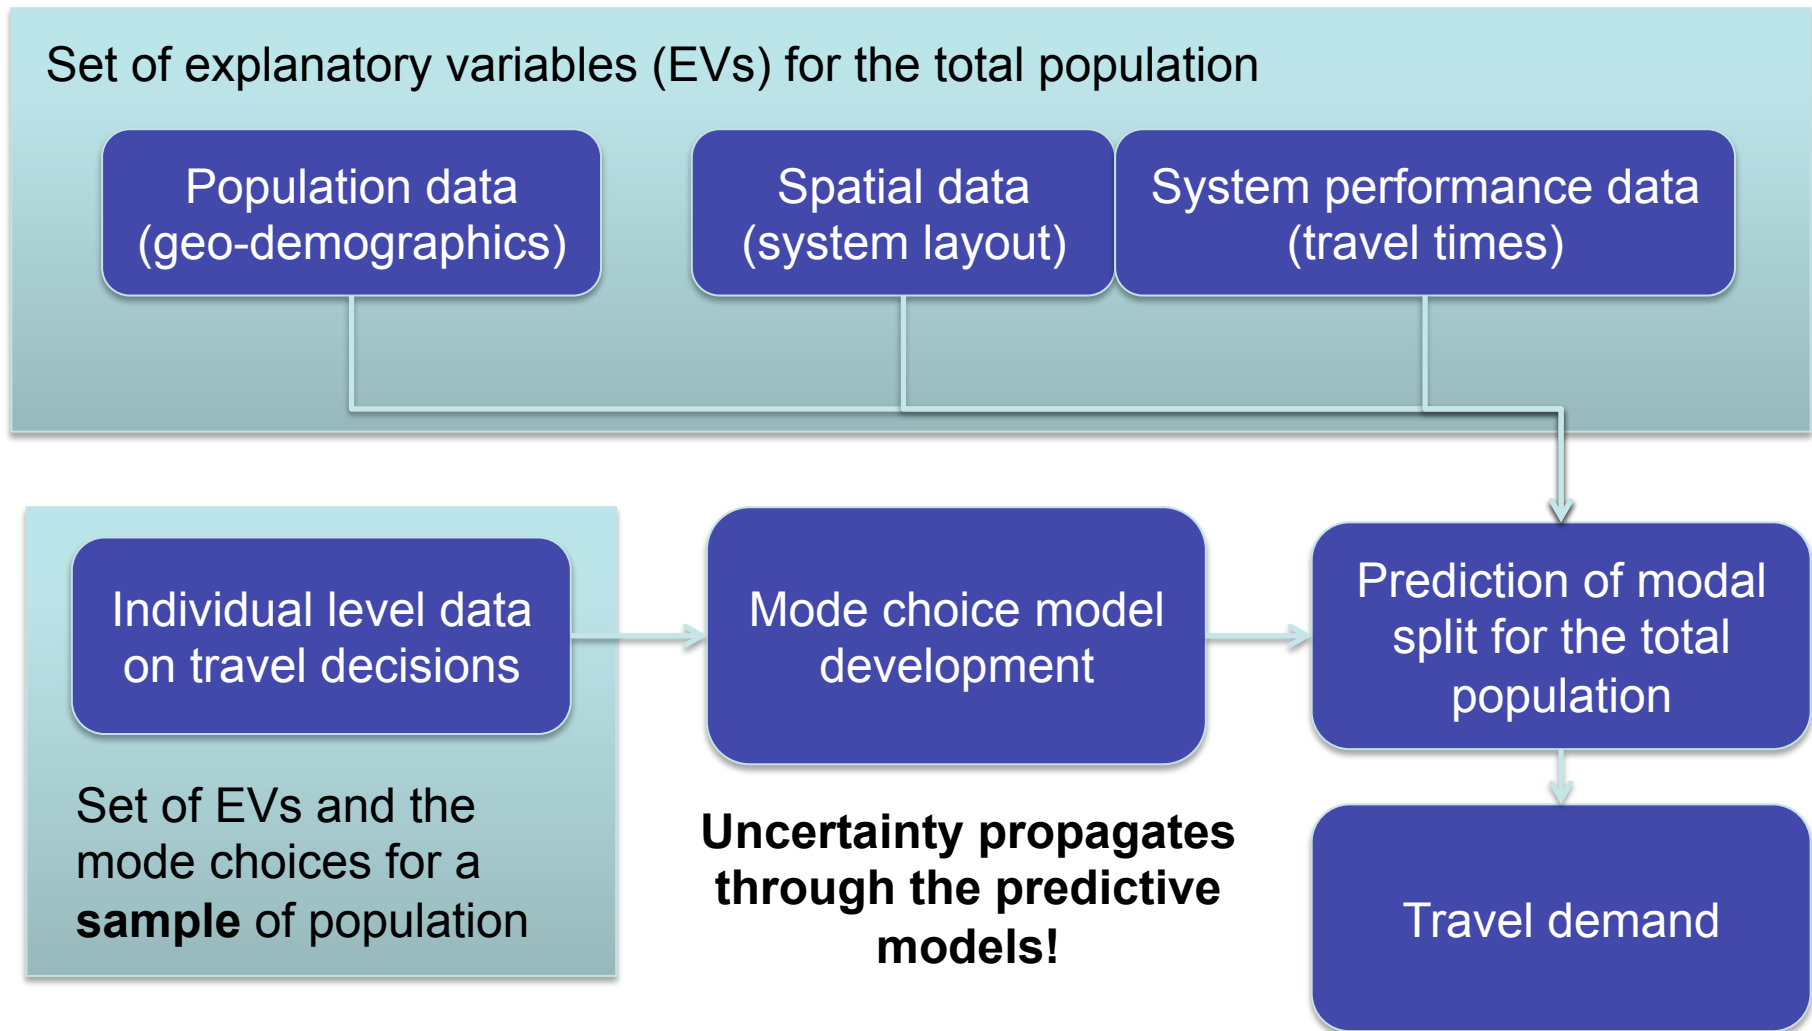 Set of explanatory variables (EVs) for the total population
Population data
(geo-demographics)
Spatial data
(system layout)
System performance data
(travel times)
Individual level data
on travel decisions
Set of EVs and the
mode choices for a
sample of population
Mode choice model
development
Uncertainty propagates
through the predictive
models!
Prediction of modal
split for the total
population
Travel demand